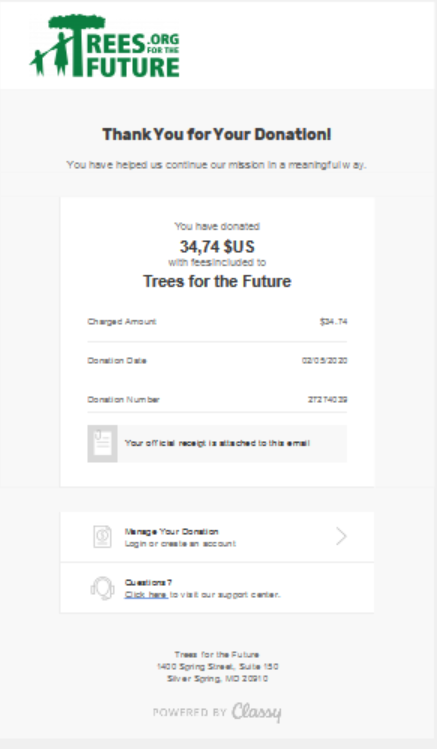 TREES.ORG
FOR THE
FUTURE
Thank You for Your Donation!
You have helped us continue our mission in a meaningful way.
You have donated
34,74 $US
with fees included to
Trees for the Future
Charged Amount $34.74
Donation Date 02/05/2020
Donation Number 27274039
Your official receipt is attached to this email
Manage Your Donation
Login or create an account
Questions?
Click here to visit our support center.
Trees for the Future
1400 Spring Street, Suite 150
Silver Spring, MD 20910
POWERED BY Classy